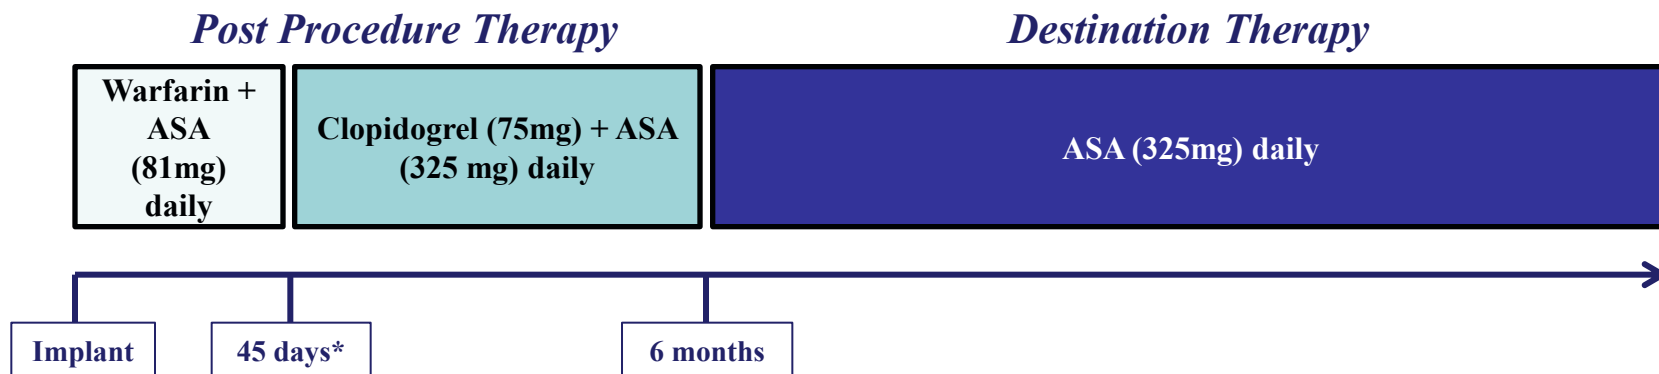 Post Procedure Therapy
Destination Therapy
Warfarin +
ASA
(81mg)
daily
Clopidogrel (75mg) + ASA
(325 mg) daily
ASA (325mg) daily
Implant
45 days*
6 months